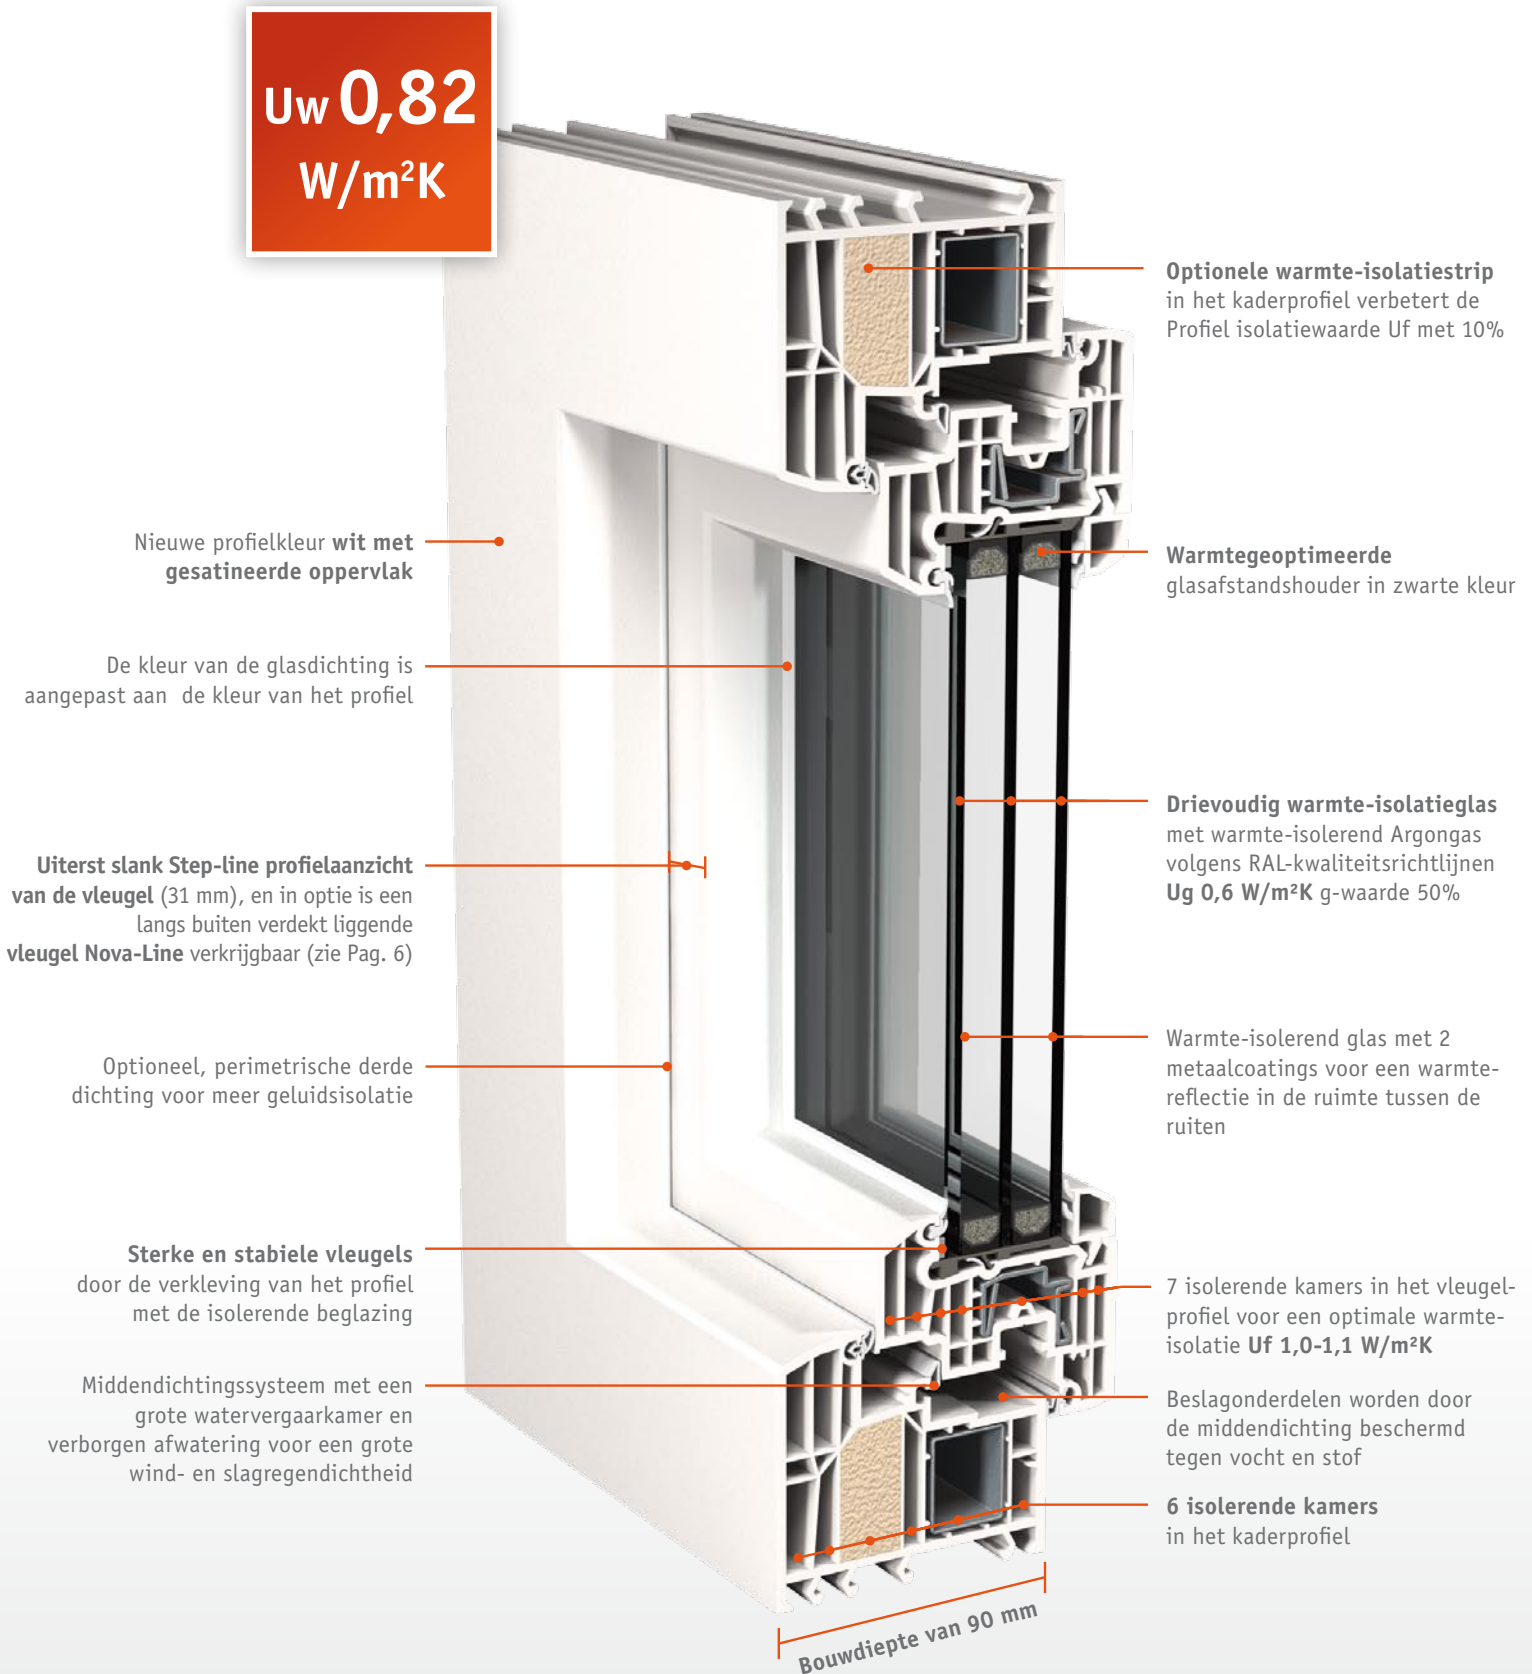 Uw 0,82
W/m²K
Optionele warmte-isolatiestrip
in het kaderprofiel verbetert de
Profiel isolatiewaarde Uf met 10%
Nieuwe profielkleur wit met
gesatineerde oppervlak
Warmtegeoptimeerde
glasafstandshouder in zwarte kleur
De kleur van de glasdichting is
aangepast aan de kleur van het profiel
Drievoudig warmte-isolatieglas
met warmte-isolerend Argongas
volgens RAL-kwaliteitsrichtlijnen
Ug 0,6 W/m²K g-waarde 50%
Uiterst slank Step-line profielaanzicht
van de vleugel (31 mm), en in optie is een
langs buiten verdekt liggende
vleugel Nova-Line verkrijgbaar (zie Pag. 6)
Warmte-isolerend glas met 2
metaalcoatings voor een warmte-
reflectie in de ruimte tussen de
ruiten
Optioneel, perimetrische derde
dichting voor meer geluidsisolatie
Sterke en stabiele vleugels
door de verkleving van het profiel
met de isolerende beglazing
7 isolerende kamers in het vleugel-
profiel voor een optimale warmte-
isolatie Uf 1,0-1,1 W/m²K
Middendichtingssysteem met een
grote watervergaarkamer en
verborgen afwatering voor een grote
wind- en slagregendichtheid
Beslagonderdelen worden door
de middendichting beschermd
tegen vocht en stof
6 isolerende kamers
in het kaderprofiel
Bouwdiepte van 90 mm